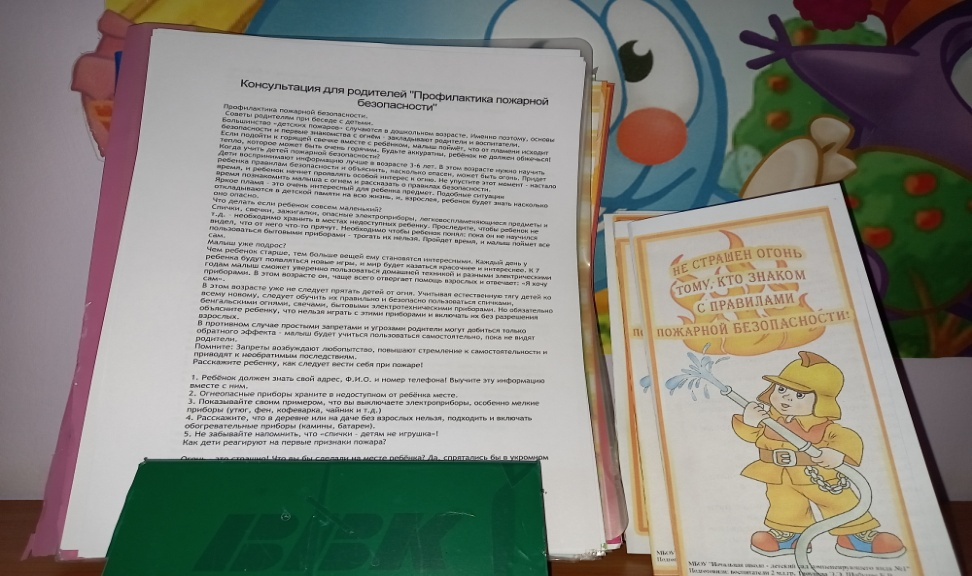 Консультация для родителей "Профилактика пожарной
безопасности"
Профилактика пожарной безопасности.
Советы родителям при беседе с детьми.
Большинство «детских пожаров» случаются в дошкольном возрасте. Именно поэтому, основы
безопасности и первые знакомства с огнём - закладывают родители и воспитатели.
Если подойти к горящей свечке вместе с ребёнком, малыш поймёт, что от пламени исходит
тепло, которое может быть очень горячим. Будьте аккуратны, ребёнок не должен обжечься!
Когда учить детей пожарной безопасности?
Дети воспринимают информацию лучше в возрасте 3-6 лет. В этом возрасте нужно научить
ребенка правилам безопасности и объяснить, насколько опасен, может быть огонь. Придет
время, и ребенок начнет проявлять особый интерес к огню. Не упустите этот момент - настало
время познакомить малыша с огнем и рассказать о правилах безопасности.
Яркое пламя - это очень интересный для ребенка предмет. Подобные ситуации
откладываются в детской памяти на всю жизнь, и, взрослея, ребенок будет знать насколько
оно опасно.
Что делать если ребенок совсем маленький?
Спички, свечки, зажигалки, опасные электроприборы, легковоспламеняющиеся предметы и
т.д. - необходимо хранить в местах недоступных ребенку. Проследите, чтобы ребенок не
видел, что от него что-то прячут. Необходимо чтобы ребенок понял: пока он не научился
пользоваться бытовыми приборами - трогать их нельзя. Пройдет время, и малыш поймет все
сам.
Малыш уже подрос?
Чем ребенок старше, тем больше вещей ему становятся интересными. Каждый день у
ребенка будут появляться новые игры, и мир будет казаться красочнее и интереснее. К 7
годам малыш сможет уверенно пользоваться домашней техникой и разными электрическими
приборами. В этом возрасте он, чаще всего отвергает помощь взрослых и отвечает: «Я хочу
сам».
В этом возрасте уже не следует прятать детей от огня. Учитывая естественную тягу детей ко
всему новому, следует обучить их правильно и безопасно пользоваться спичками,
бенгальскими огнями, свечами, бытовыми электротехническими приборами. Но обязательно
объясните ребенку, что нельзя играть с этими приборами и включать их без разрешения
взрослых.
В противном случае простыми запретами и угрозами родители могут добиться только
обратного эффекта - малыш будет учиться пользоваться самостоятельно, пока не видят
родители.
Помните: Запреты возбуждают любопытство, повышают стремление к самостоятельности и
приводят к необратимым последствиям.
Расскажите ребенку, как следует вести себя при пожаре!
1. Ребёнок должен знать свой адрес, Ф.И.О. и номер телефона! Выучите эту информацию
вместе с ним.
2. Огнеопасные приборы храните в недоступном от ребёнка месте.
3. Показывайте своим примером, что вы выключаете электроприборы, особенно мелкие
приборы (утюг, фен, кофеварка, чайник и т.д.)
4. Расскажите, что в деревне или на даче без взрослых нельзя, подходить и включать
обогревательные приборы (камины, батареи).
5. Не забывайте напомнить, что «спички - детям не игрушка»!
Как дети реагируют на первые признаки пожара?
Огонь - это страшно! Что вы бы сделали на месте ребёнка? Да, спрятались бы в укромном
ВВК
НЕ СТРАШЕН ОГОНЬ
ТОМУ, КТО ЗНАКОМ
С ПРАВИЛАМИ
ПОЖАРНОЙ БЕЗОПАСНОСТИ!
МБОУ
МБОУ "Начальная школа - детский сад
Подготовили: воспитатели 2